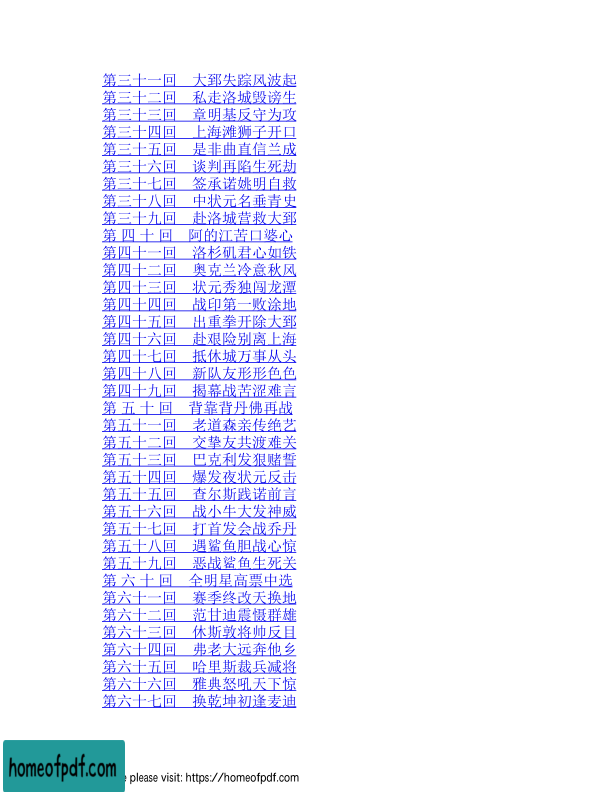 第三十一回　大郅失踪风波起
第三十二回　私走洛城毁谤生
第三十三回　章明基反守为攻
第三十四回　上海滩狮子开口
第三十五回　是非曲直信兰成
第三十六回　谈判再陷生死劫
第三十七回　签承诺姚明自救
第三十八回　中状元名垂青史
第三十九回　赴洛城营救大郅
第 四 十 回　阿的江苦口婆心
第四十一回　洛杉矶君心如铁
第四十二回　奥克兰冷意秋风
第四十三回　状元秀独闯龙潭
第四十四回　战印第一败涂地
第四十五回　出重拳开除大郅
第四十六回　赴艰险别离上海
第四十七回　抵休城万事从头
第四十八回　新队友形形色色
第四十九回　揭幕战苦涩难言
第 五 十 回　背靠背丹佛再战
第五十一回　老道森亲传绝艺
第五十二回　交挚友共渡难关
第五十三回　巴克利发狠赌誓
第五十四回　爆发夜状元反击
第五十五回　查尔斯践诺前言
第五十六回　战小牛大发神威
第五十七回　打首发会战乔丹
第五十八回　遇鲨鱼胆战心惊
第五十九回　恶战鲨鱼生死关
第 六 十 回　全明星高票中选
第六十一回　赛季终改天换地
第六十二回　范甘迪震慑群雄
第六十三回　休斯敦将帅反目
第六十四回　弗老大远奔他乡
第六十五回　哈里斯裁兵减将
第六十六回　雅典怒吼天下惊
第六十七回　换乾坤初逢麦迪
homeofpdf.com
e please visit: https://homeofpdf.com